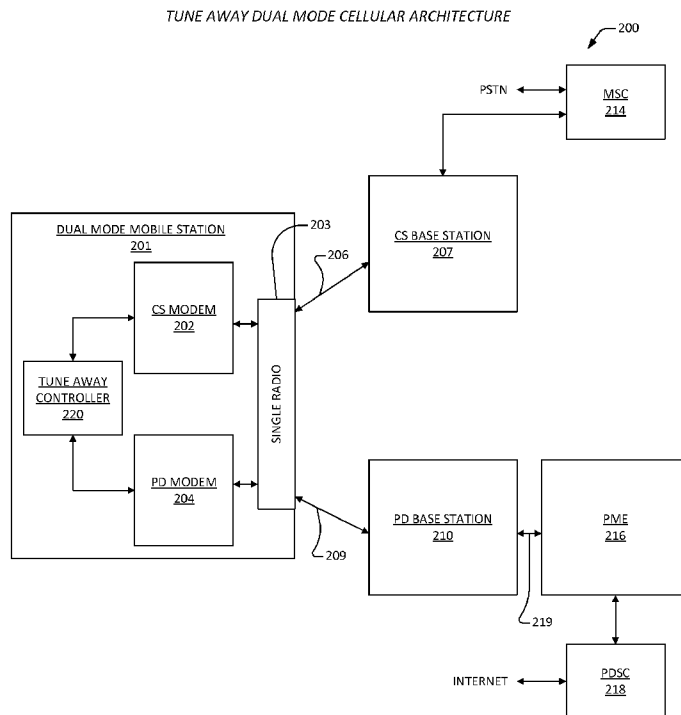 TUNE AWAY DUAL MODE CELLULAR ARCHITECTURE
200
PSTN
MSC
214
203
206
DUAL MODE MOBILE STATION
201
CS BASE STATION
207
CS MODEM
202
TUNE AWAY
CONTROLLER
220
SINGLE RADIO
PD MODEM
204
209
PD BASE STATION
210
219
PME
216
INTERNET
PDSC
218